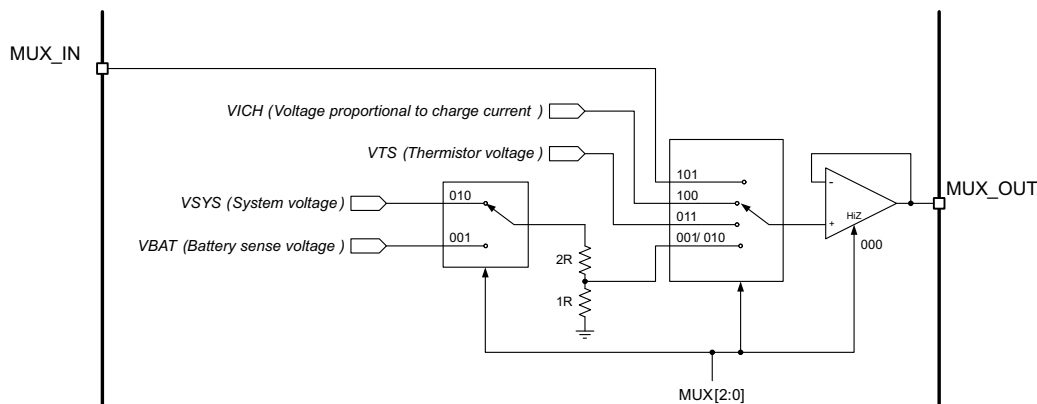 MUX_IN
VICH (Voltage proportional to charge current )
VTS (Thermistor voltage )
101
100
011
001/ 010
VSYS (System voltage )
010
VBAT (Battery sense voltage )
001
2R
1R
-
+
HiZ
000
MUX_OUT
MUX[2:0]